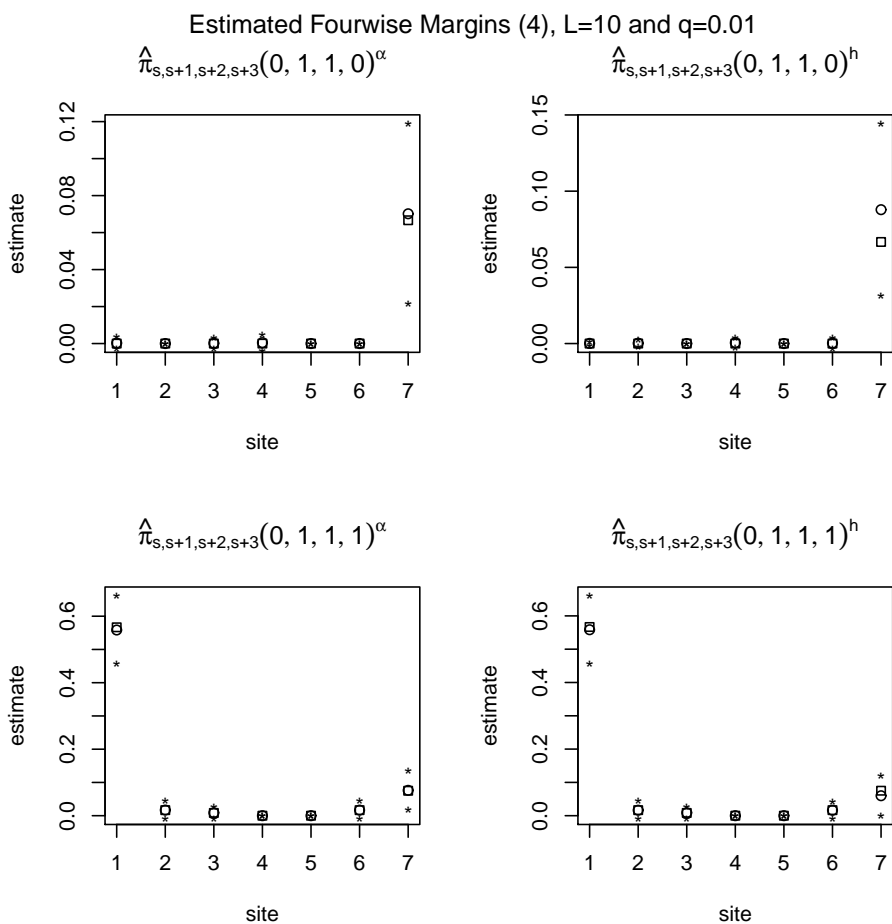 Estimated Fourwise Margins (4), L=10 and q=0.01
π̂s,s+1,s+2,s+3(0, 1, 1, 0)^α
π̂s,s+1,s+2,s+3(0, 1, 1, 0)^h
estimate
0.00 0.04 0.08 0.12
1 2 3 4 5 6 7
site
estimate
0.00 0.05 0.10 0.15
1 2 3 4 5 6 7
site
π̂s,s+1,s+2,s+3(0, 1, 1, 1)^α
π̂s,s+1,s+2,s+3(0, 1, 1, 1)^h
estimate
0.0 0.2 0.4 0.6
1 2 3 4 5 6 7
site
estimate
0.0 0.2 0.4 0.6
1 2 3 4 5 6 7
site